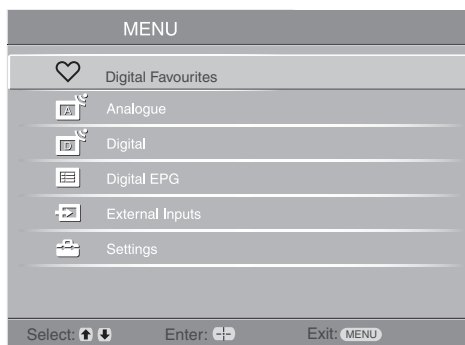 MENU
Digital Favourites
A Analogue
D Digital
Digital EPG
External Inputs
Settings
Select: Enter: Exit: MENU